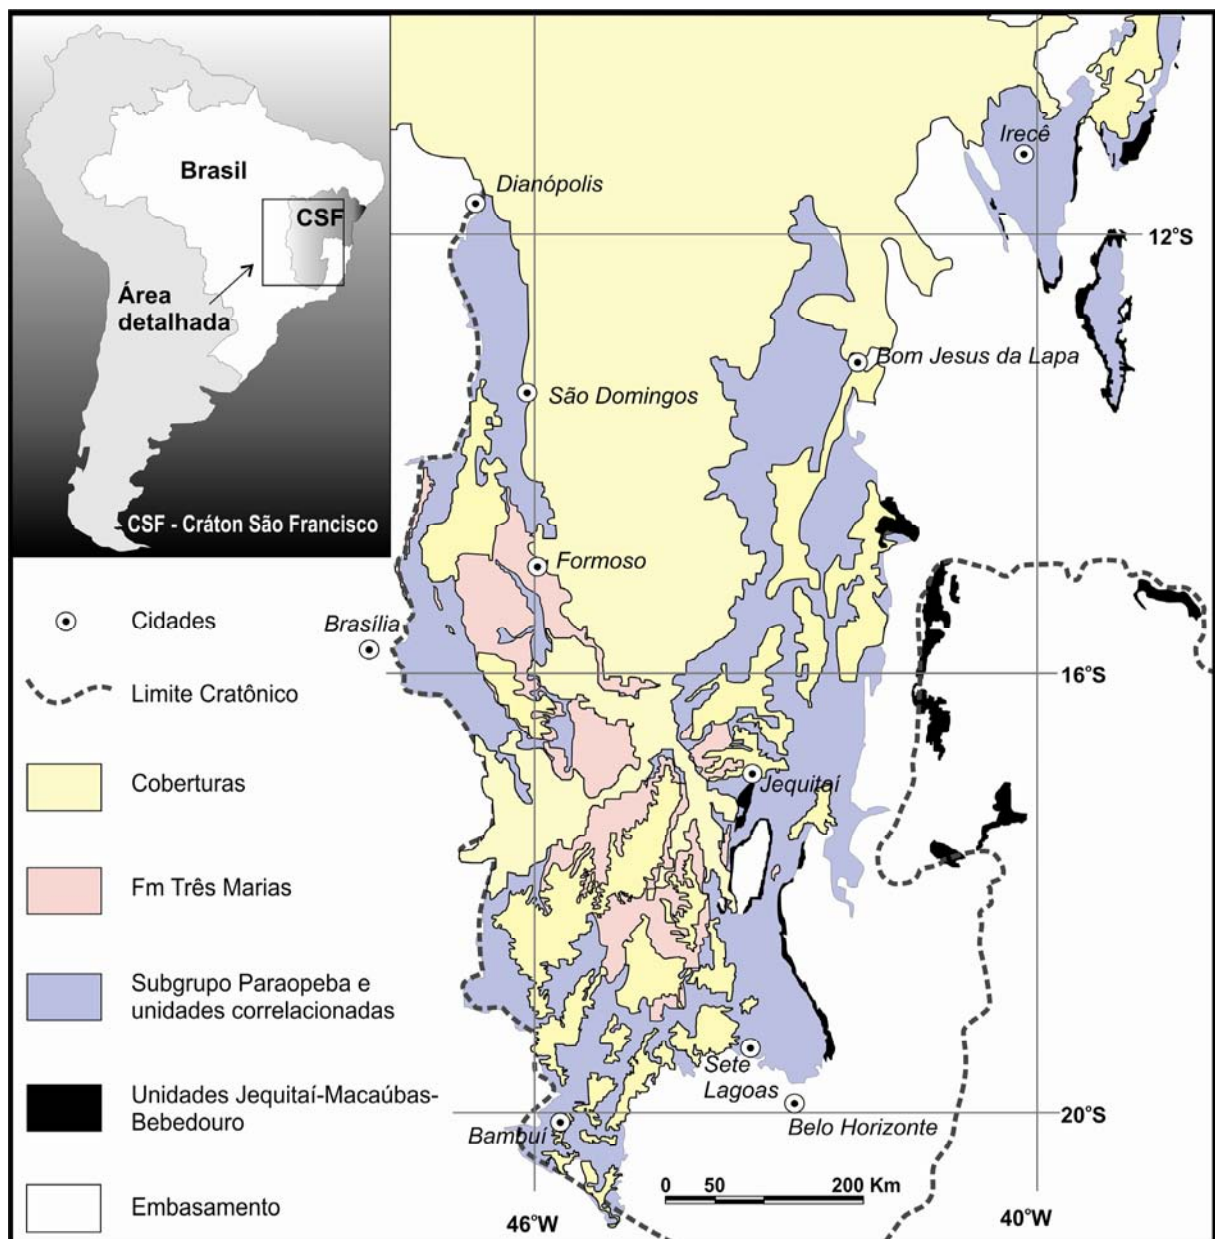 Brasil
CSF
Área
detalhada
CSF - Cráton São Francisco
Cidades
Limite Cratônico
Coberturas
Fm Três Marias
Subgrupo Paraopeba e
unidades correlacionadas
Unidades Jequitaí-Macaúbas-
Bebedouro
Embasamento
Irecê
Dianópolis
12°S
Bom Jesus da Lapa
São Domingos
Formoso
Brasília
16°S
Jequitaí
Sete
Lagoas
Belo Horizonte
20°S
Bambuí
0 50 200 Km
46°W
40°W